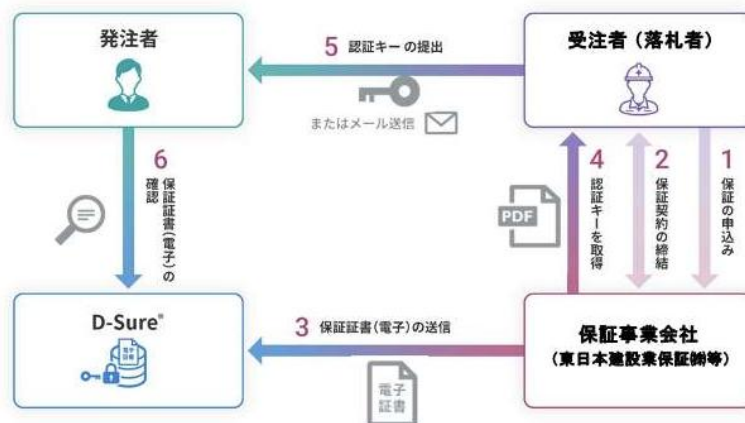 発注者
5 認証キーの提出
またはメール送信
受注者（落札者）
6
保証証書(電子)の
確認
PDF
4
認証キーを取得
2
保証契約の締結
1
保証の申込み
D-Sure®
電子
証書
3 保証証書(電子)の送信
電子
証書
保証事業会社
（東日本建設業保証㈱等）